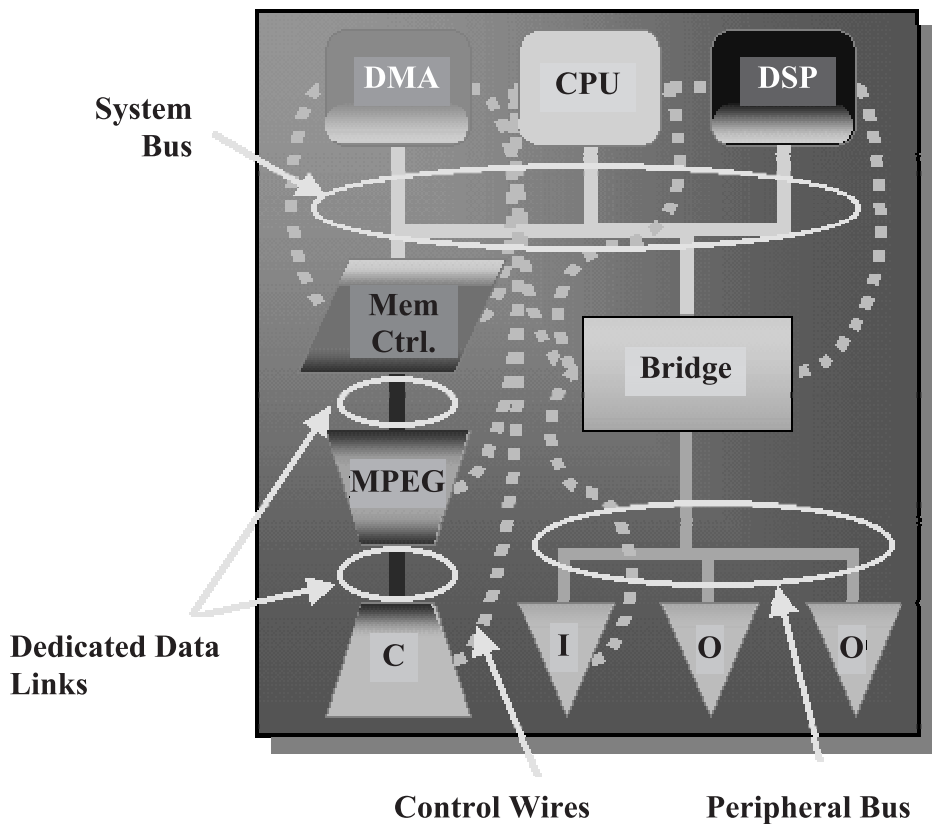 DMA
CPU
DSP
System
Bus
Mem
Ctrl.
Bridge
MPEG
C
I
O
O
Dedicated Data
Links
Control Wires
Peripheral Bus